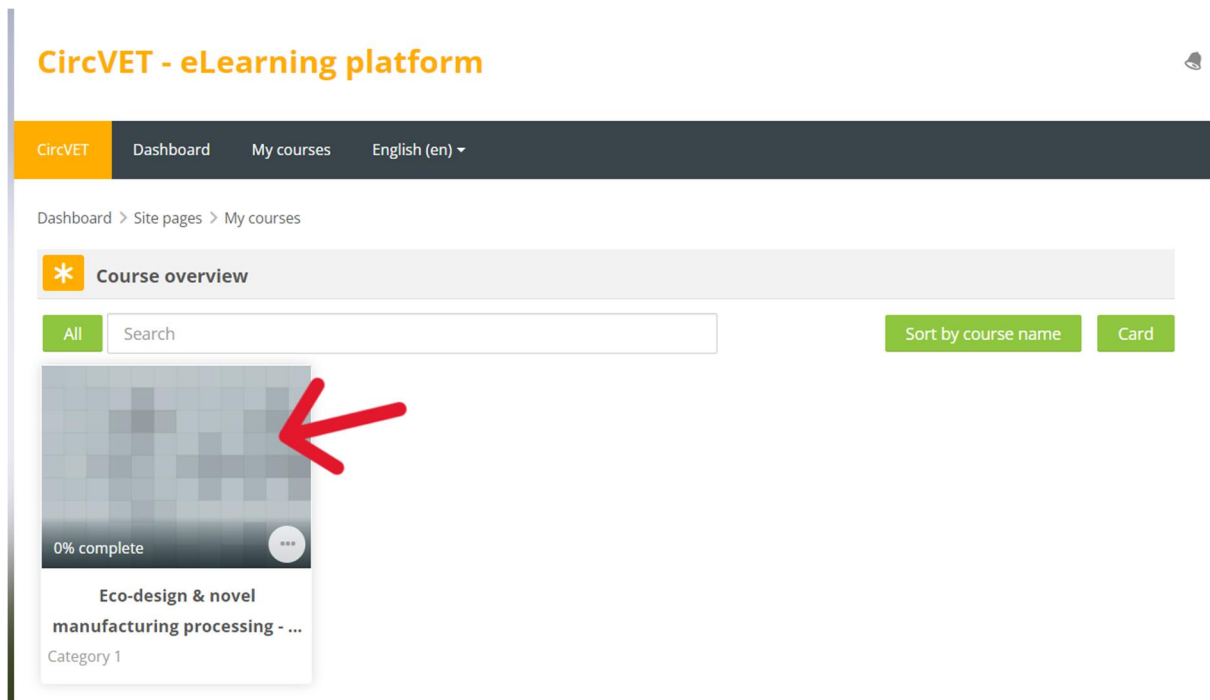 CircVET - eLearning platform
CircVET Dashboard My courses English (en)
Dashboard > Site pages > My courses
Course overview
All Search Sort by course name Card
0% complete
Eco-design & novel
manufacturing processing - ...
Category 1